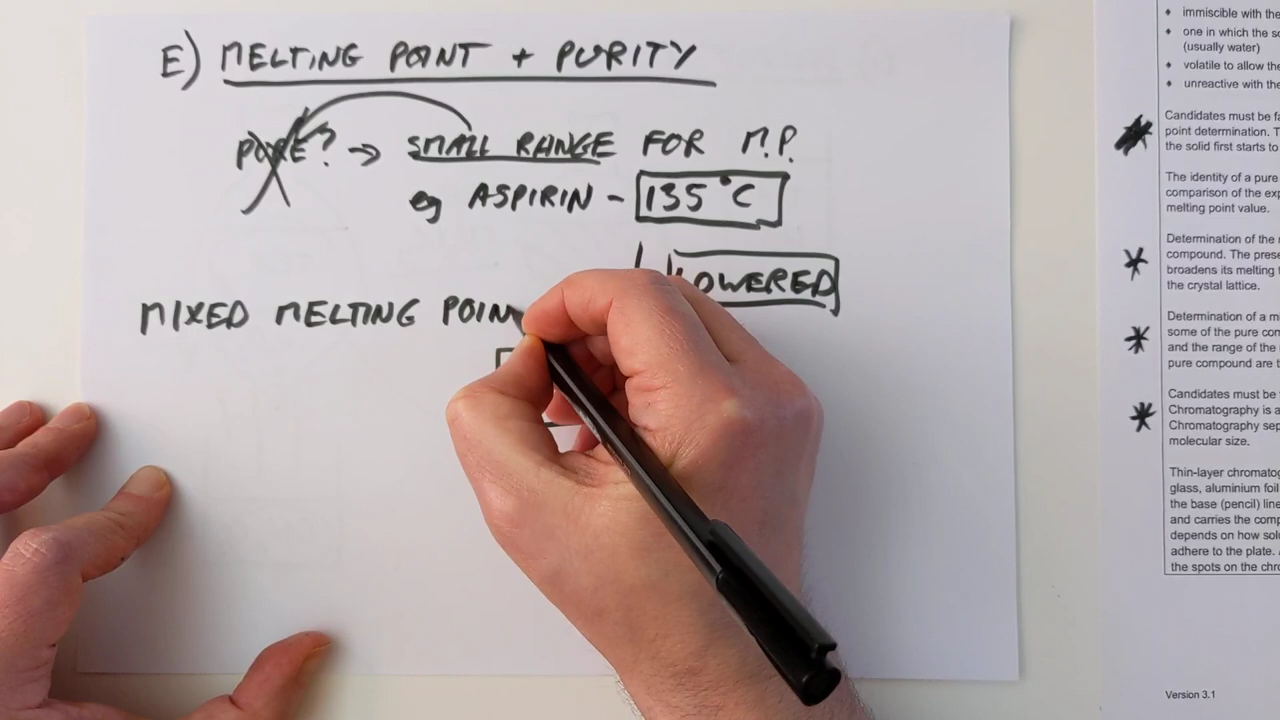 E) MELTING POINT + PURITY
PURE? → SMALL RANGE FOR M.P.
eg ASPIRIN - 135°C
LOWERED
MIXED MELTING POIN
immiscible with the
one in which the so
(usually water)
volatile to allow the
unreactive with the
Candidates must be fa
point determination. T
the solid first starts to
The identity of a pure
comparison of the exp
melting point value.
Determination of the m
compound. The prese
broadens its melting t
the crystal lattice.
Determination of a m
some of the pure com
and the range of the
pure compound are t
Candidates must be
Chromatography is a
Chromatography sep
molecular size.
Thin-layer chromatog
glass, aluminium foil
the base (pencil) line
and carries the comp
depends on how solu
adhere to the plate.
the spots on the chro
Version 3.1